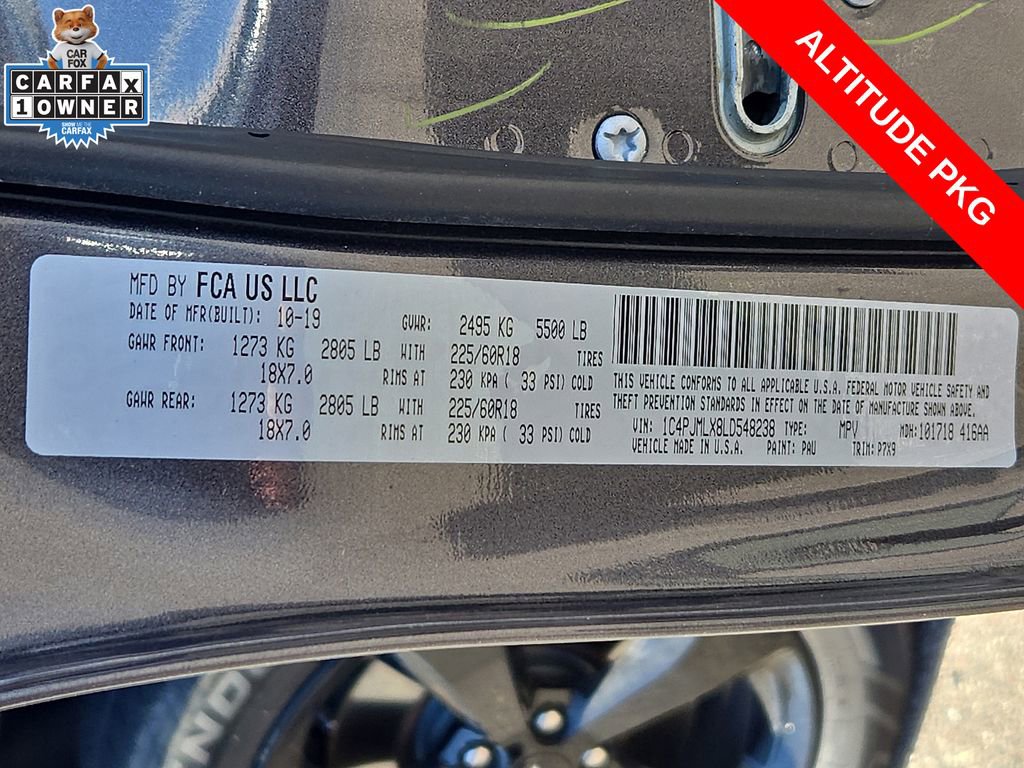 CAR
FOX
CARFAX
1 OWNER
SHOW ME THE
CARFAX
ALTITUDE PKG
MFD BY FCA US LLC
DATE OF MFR(BUILT): 10-19 GVWR: 2495 KG 5500 LB
GAWR FRONT: 1273 KG 2805 LB WITH 225/60R18 TIRES
18X7.0 RIMS AT 230 KPA ( 33 PSI) COLD
GAWR REAR: 1273 KG 2805 LB WITH 225/60R18 TIRES
18X7.0 RIMS AT 230 KPA ( 33 PSI) COLD
THIS VEHICLE CONFORMS TO ALL APPLICABLE U.S.A. FEDERAL MOTOR VEHICLE SAFETY AND
THEFT PREVENTION STANDARDS IN EFFECT ON THE DATE OF MANUFACTURE SHOWN ABOVE.
VIN: 1C4PJMLX8LD548238 TYPE: MPV MDH: 101718 416AA
VEHICLE MADE IN U.S.A. PAINT: PAU TRIM: P7X9